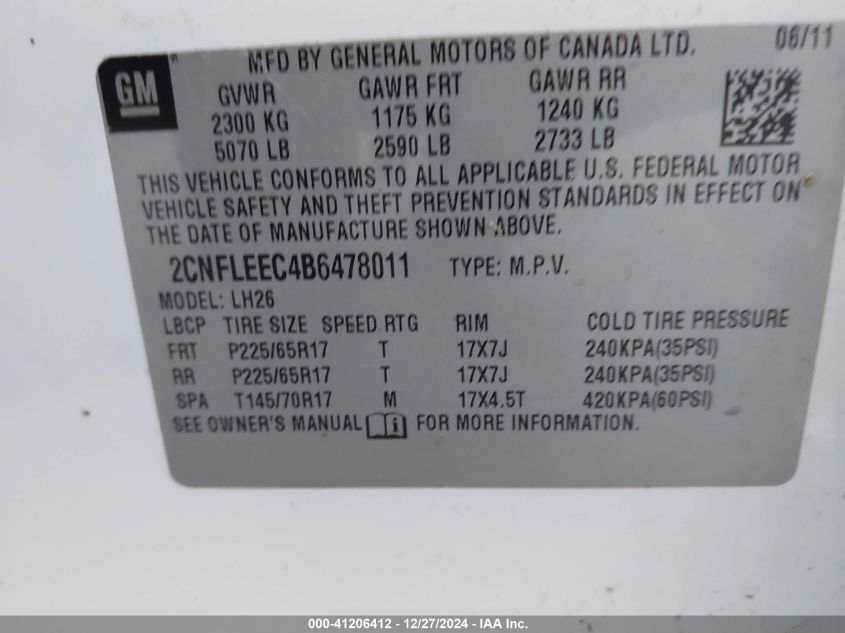 MFD BY GENERAL MOTORS OF CANADA LTD. 06/11
GM
GVWR GAWR FRT GAWR RR
2300 KG 1175 KG 1240 KG
5070 LB 2590 LB 2733 LB
THIS VEHICLE CONFORMS TO ALL APPLICABLE U.S. FEDERAL MOTOR
VEHICLE SAFETY AND THEFT PREVENTION STANDARDS IN EFFECT ON
THE DATE OF MANUFACTURE SHOWN ABOVE.
2CNFLEEC4B6478011 TYPE: M.P.V.
MODEL: LH26
LBCP TIRE SIZE SPEED RTG RIM COLD TIRE PRESSURE
FRT P225/65R17 T 17X7J 240KPA(35PSI)
RR P225/65R17 T 17X7J 240KPA(35PSI)
SPA T145/70R17 M 17X4.5T 420KPA(60PSI)
SEE OWNER'S MANUAL i FOR MORE INFORMATION.
000-41206412 - 12/27/2024 - IAA Inc.